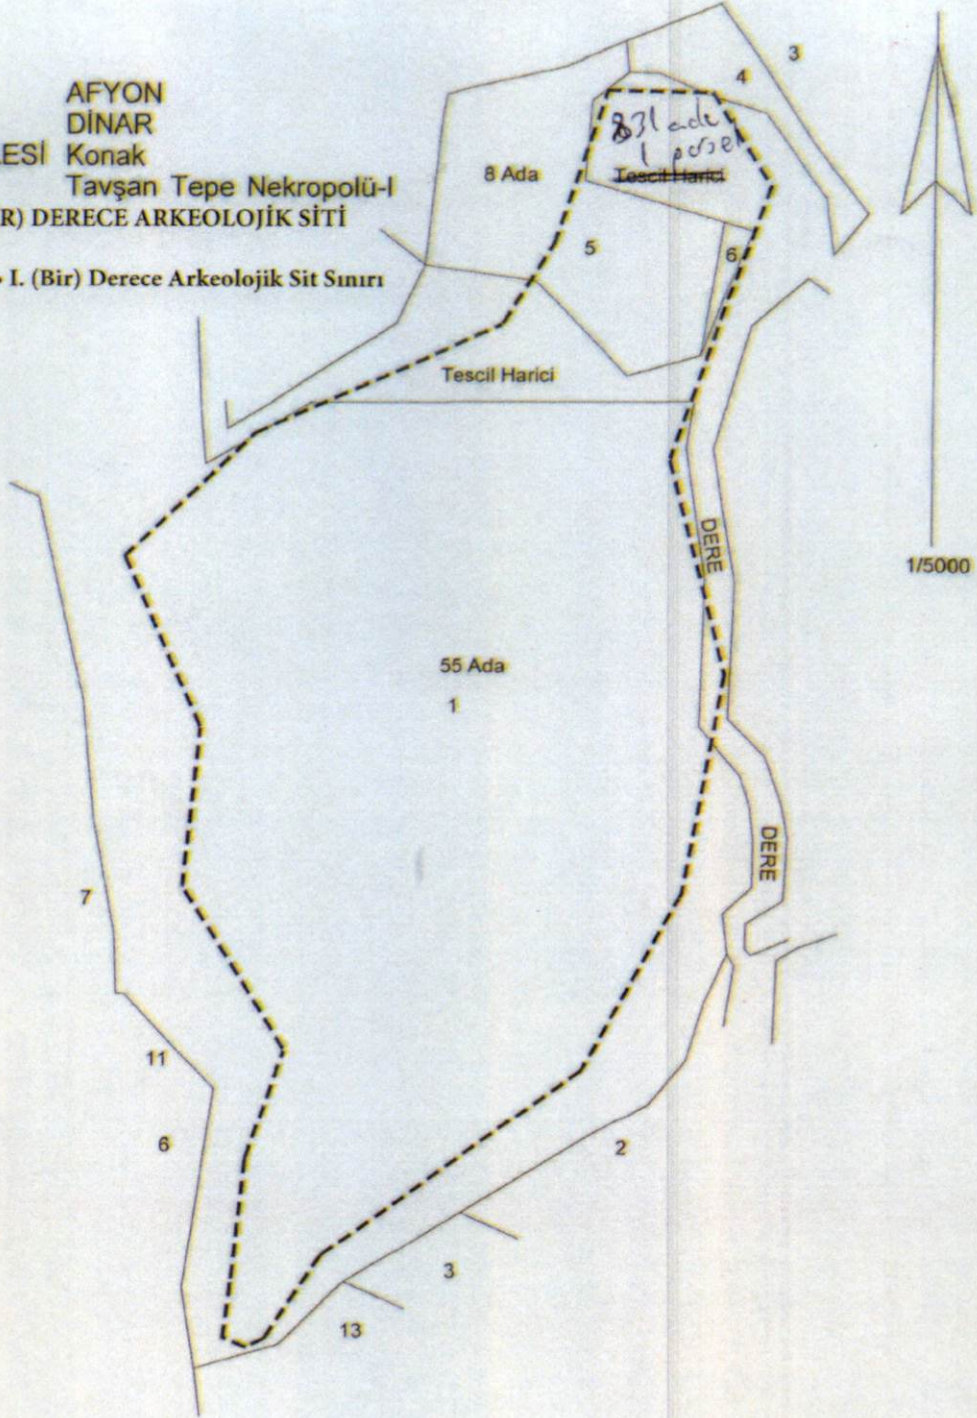 AFYON
DİNAR
ESİ Konak
Tavşan Tepe Nekropolü-I
R) DERECE ARKEOLOJİK SİTİ
I. (Bir) Derece Arkeolojik Sit Sınırı
3
4
831 ada
1 parsel
8 Ada
Tescil Harici
5
6
Tescil Harici
DERE
1/5000
55 Ada
1
DERE
7
11
6
2
3
13